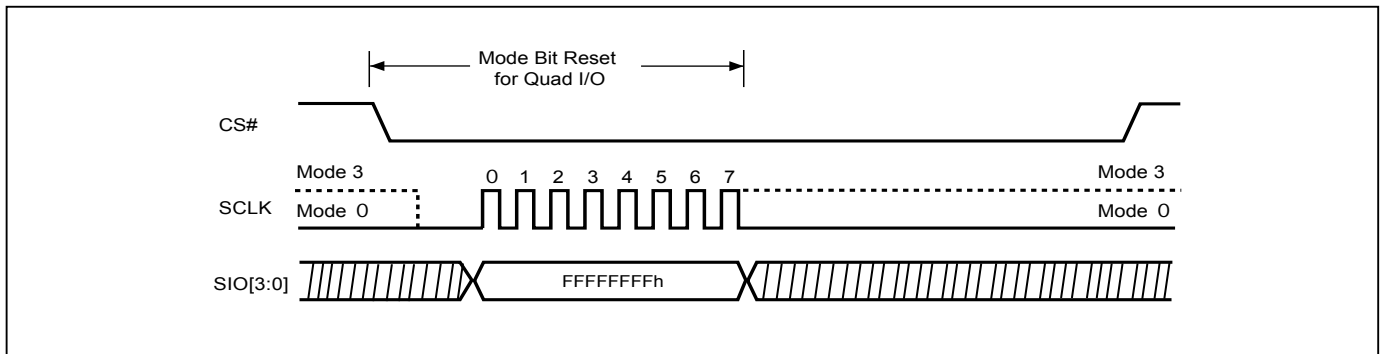 Mode Bit Reset
for Quad I/O
CS#
Mode 3
0 1 2 3 4 5 6 7
Mode 3
SCLK
Mode 0
Mode 0
SIO[3:0]
FFFFFFFFh